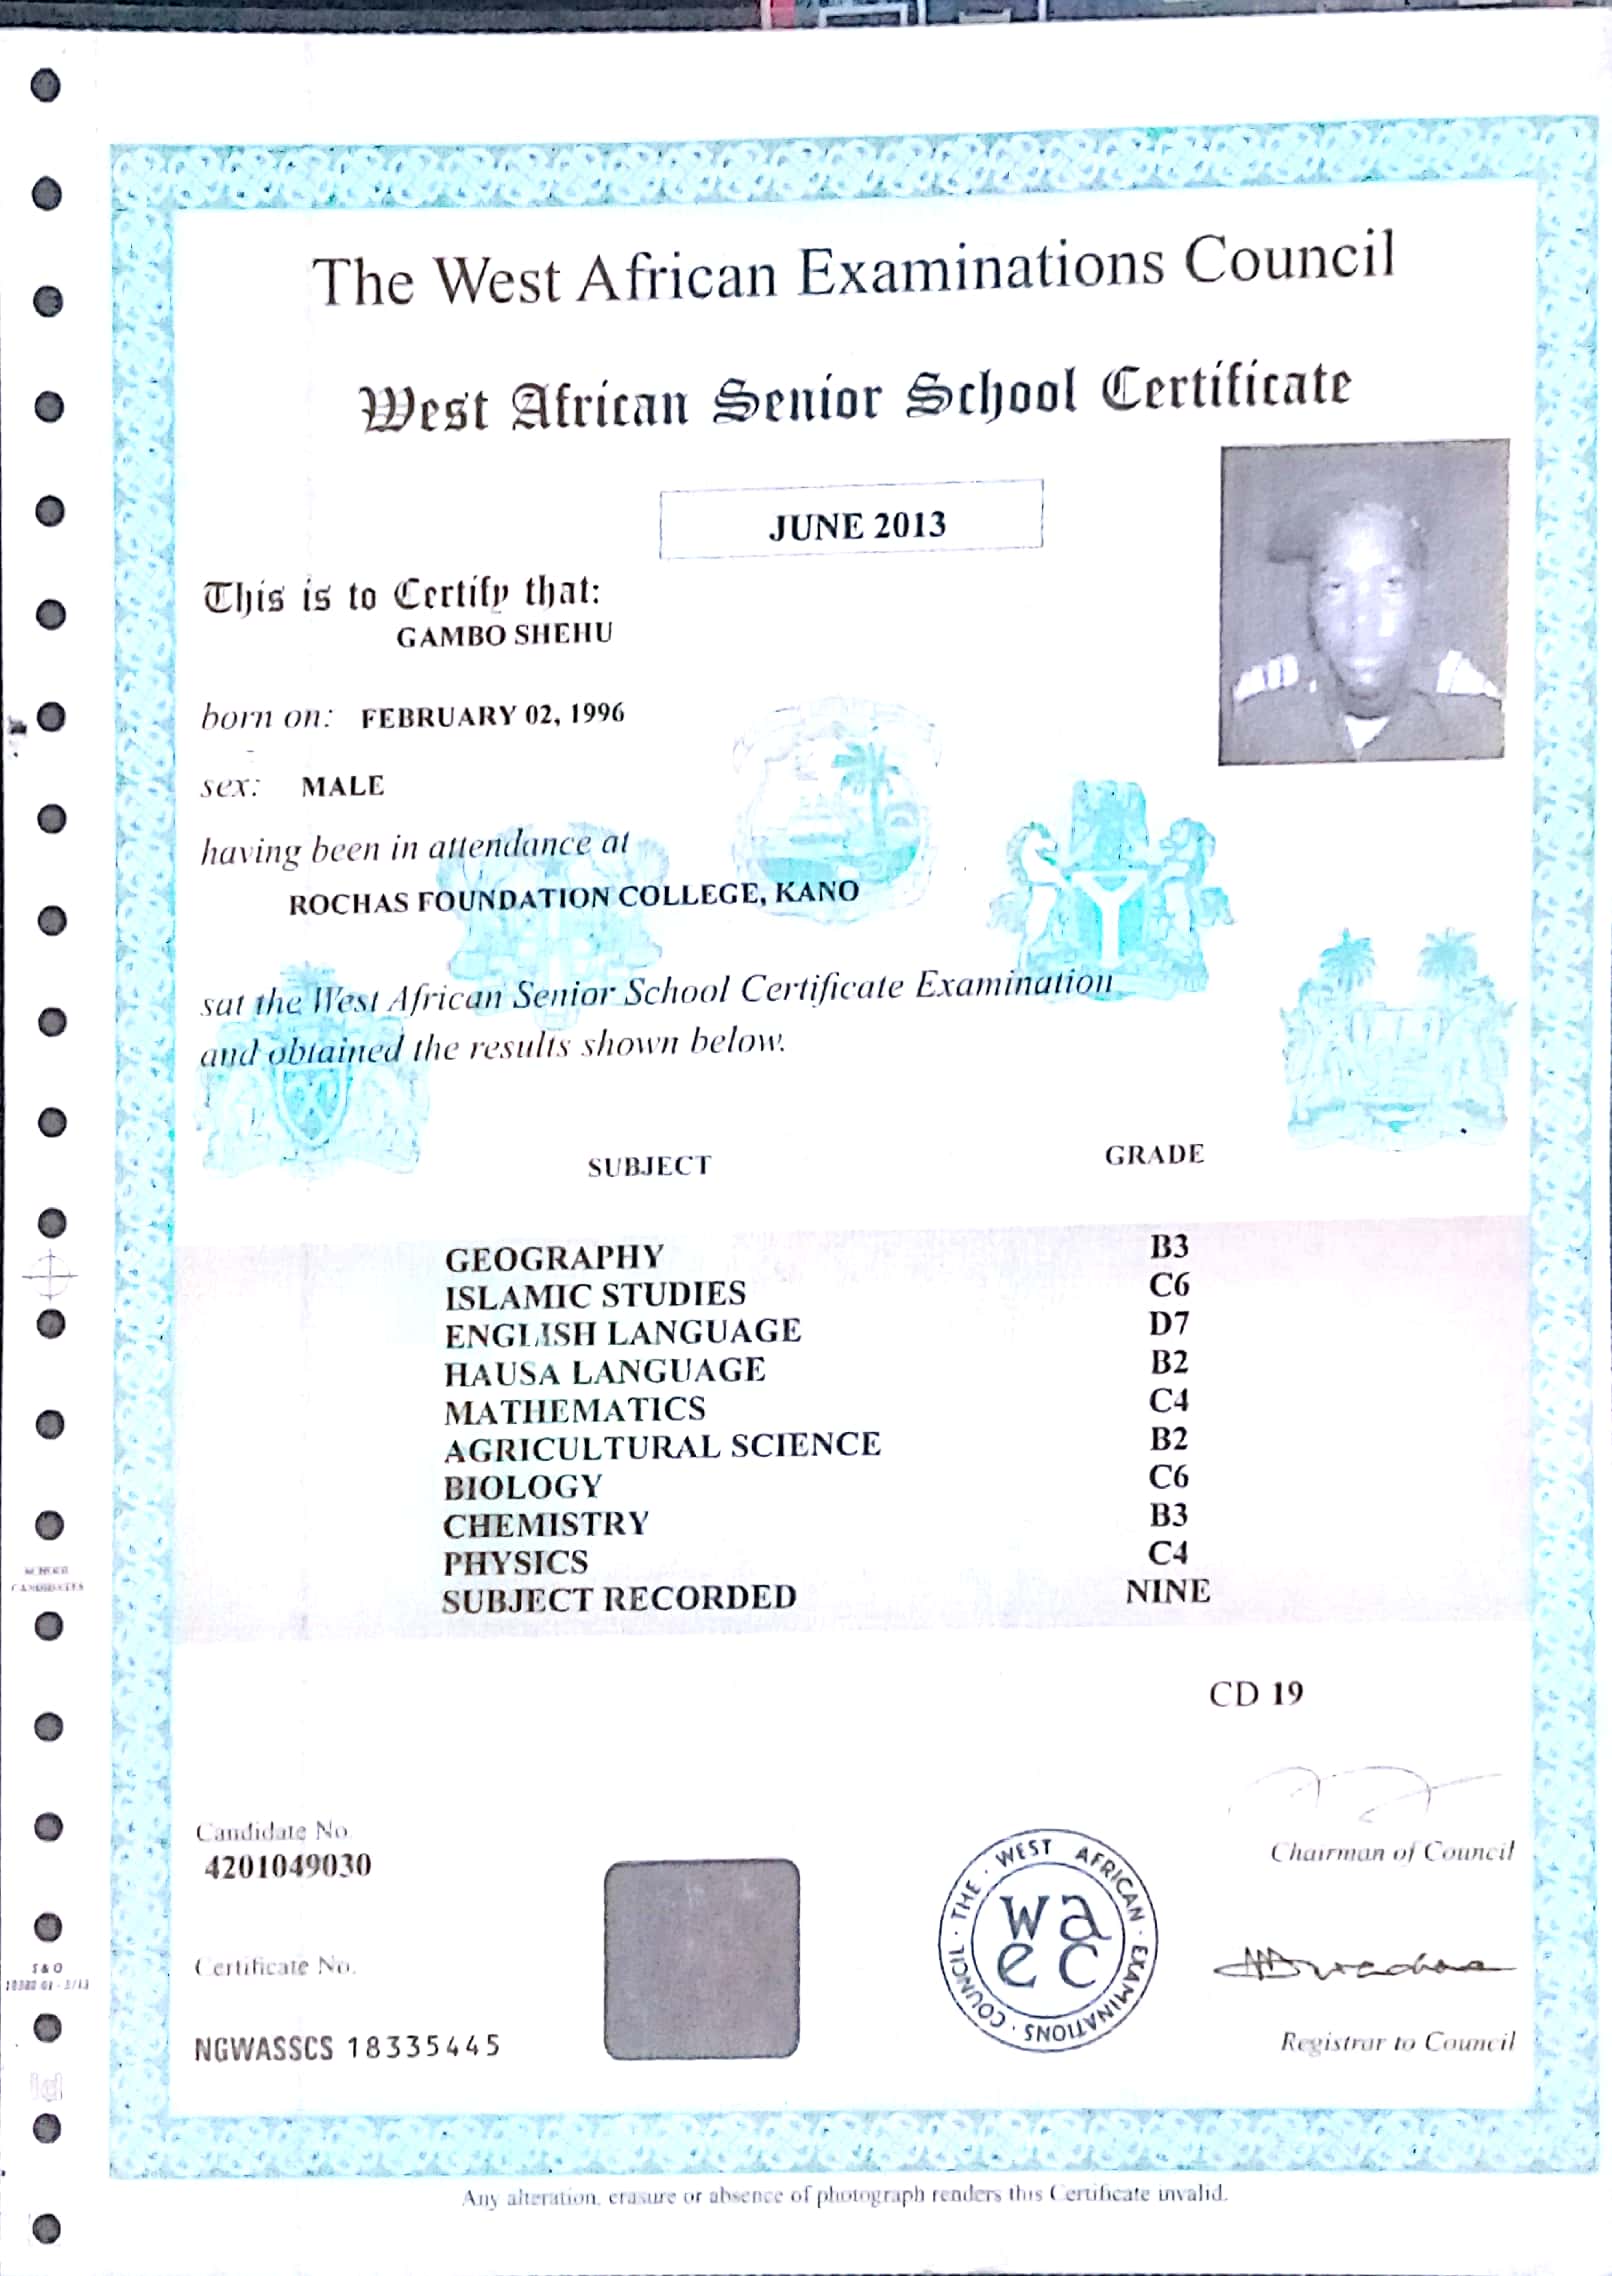 The West African Examinations Council
West African Senior School Certificate
JUNE 2013
This is to Certify that:
GAMBO SHEHU
born on: FEBRUARY 02, 1996
sex: MALE
having been in attendance at
ROCHAS FOUNDATION COLLEGE, KANO
sat the West African Senior School Certificate Examination
and obtained the results shown below.
SUBJECT GRADE
GEOGRAPHY B3
ISLAMIC STUDIES C6
ENGLISH LANGUAGE D7
HAUSA LANGUAGE B2
MATHEMATICS C4
AGRICULTURAL SCIENCE B2
BIOLOGY C6
CHEMISTRY B3
PHYSICS C4
SUBJECT RECORDED NINE
CD 19
Candidate No.
4201049030
Certificate No.
NGWASSCS 18335445
THE · WEST AFRICAN · EXAMINATIONS · COUNCIL ·
wa
ec
Chairman of Council
Registrar to Council
Any alteration, erasure or absence of photograph renders this Certificate invalid.
CANDIDATES
S&O